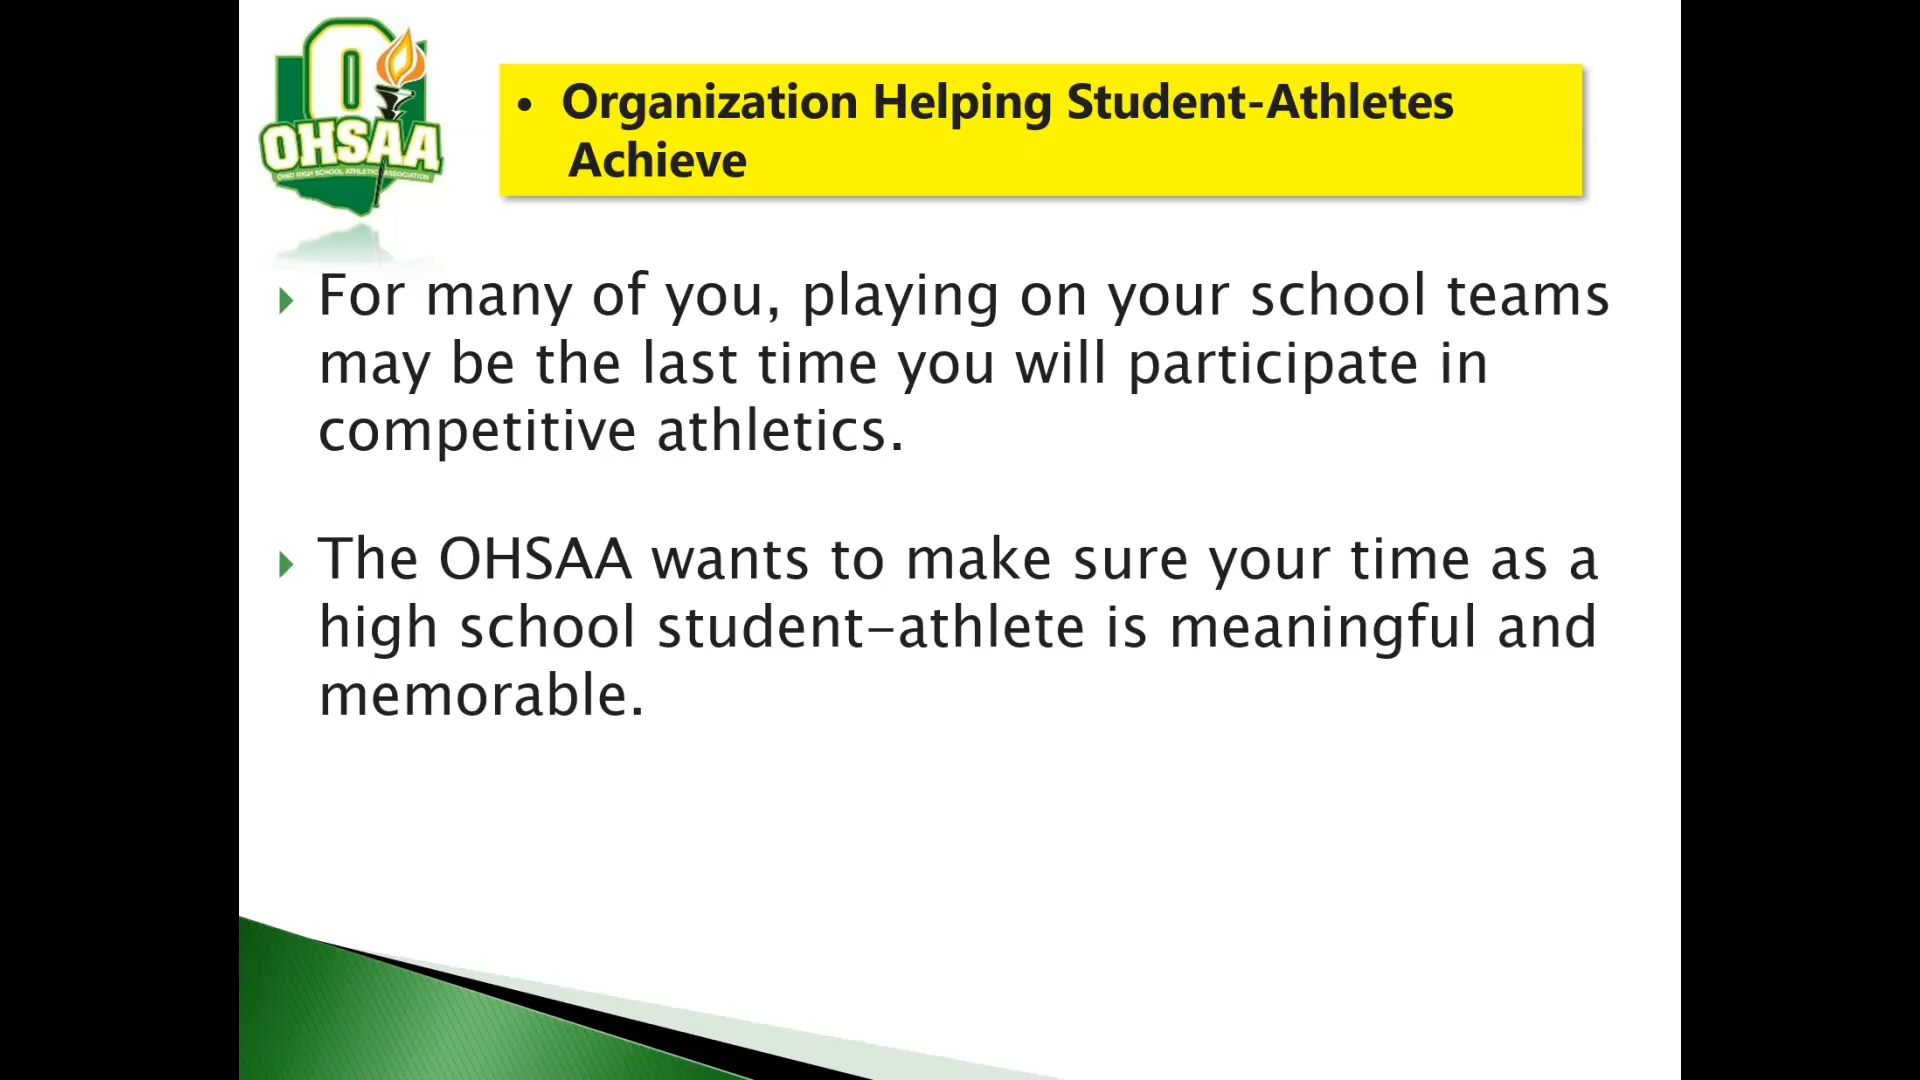 OHSAA
OHIO HIGH SCHOOL ATHLETIC ASSOCIATION
• Organization Helping Student-Athletes
Achieve
For many of you, playing on your school teams
may be the last time you will participate in
competitive athletics.
The OHSAA wants to make sure your time as a
high school student-athlete is meaningful and
memorable.